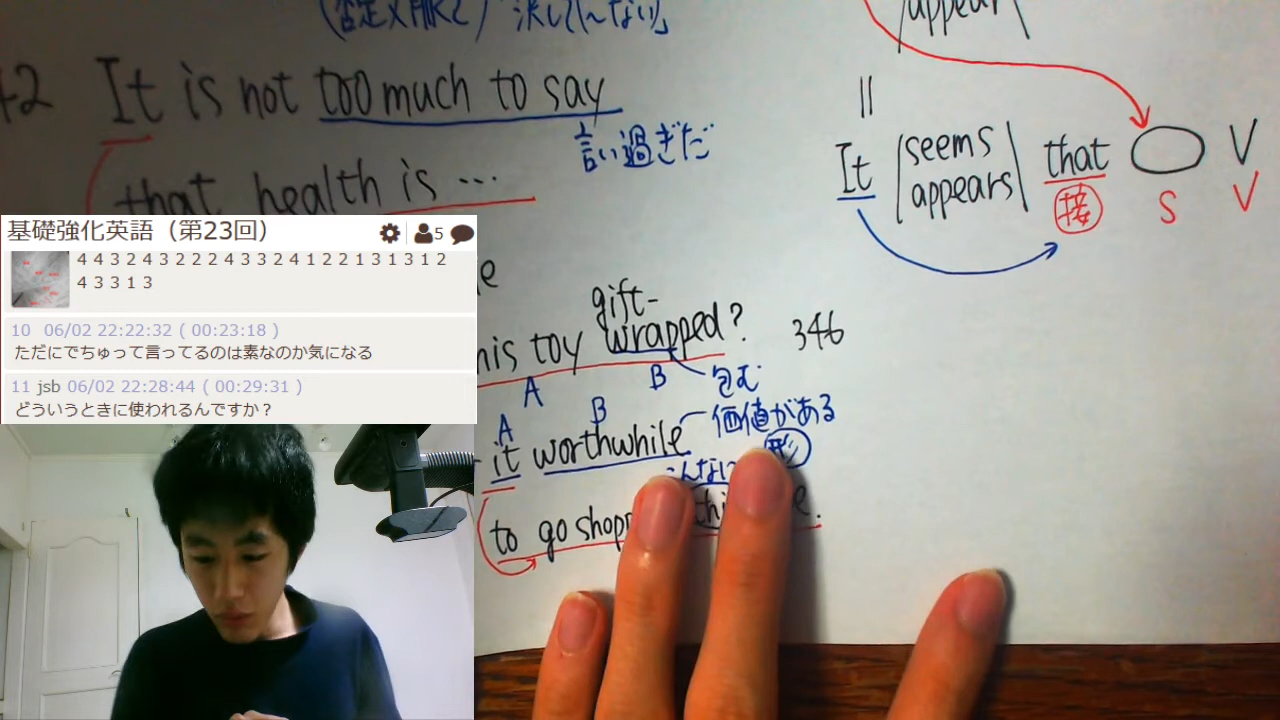 (否定文脈で)「決して〜ない」
appear
42 It is not too much to say
言い過ぎだ
that health is …
||
It seems appears that V
接 S V
基礎強化英語（第23回）
5
4 4 3 2 4 3 2 2 2 4 3 3 2 4 1 2 2 1 3 1 3 1 2
4 3 3 1 3
10 06/02 22:22:32 ( 00:23:18 )
ただにでちゅって言ってるのは素なのか気になる
11 jsb 06/02 22:28:44 ( 00:29:31 )
どういうときに使われるんですか？
gift-
his toy wrapped? 346
A B 包む
A B 価値がある
it worthwhile 形
こんなに
to go shopp